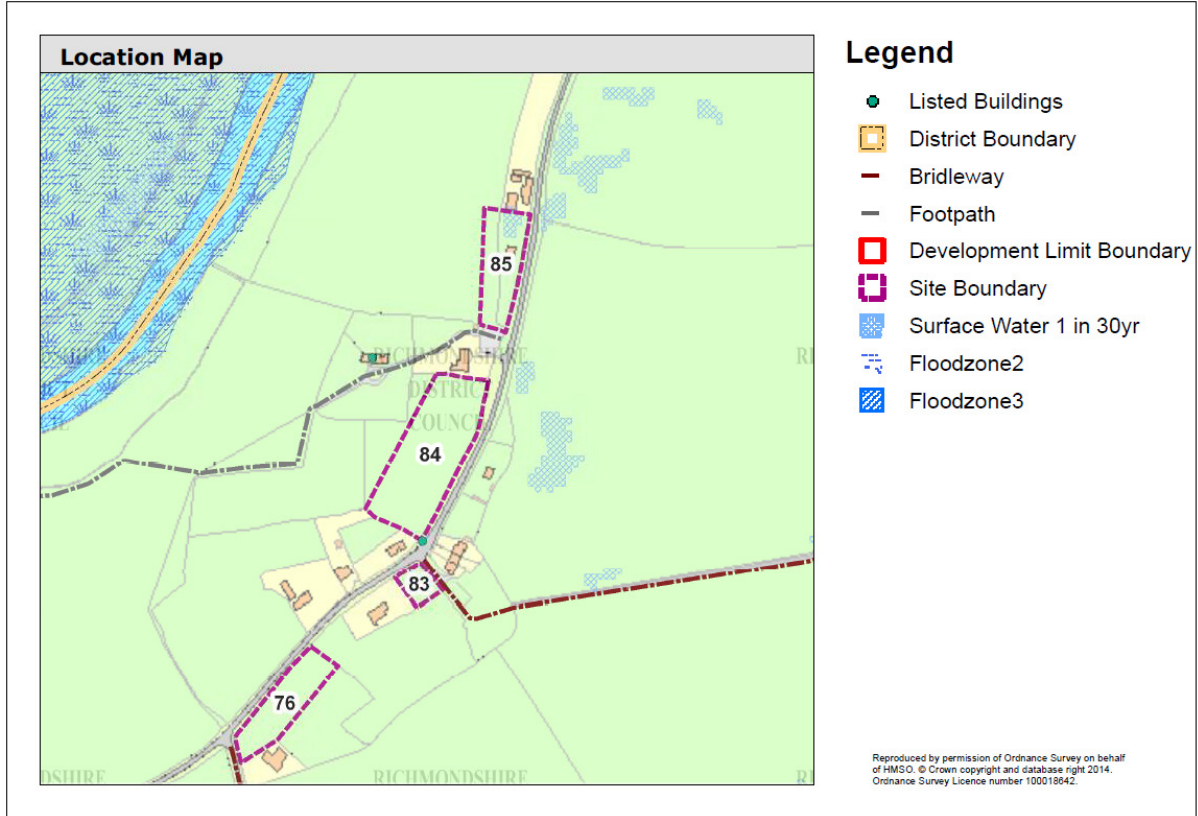 Location Map
85
RICHMONDSHIRE
DISTRICT
COUNCIL
84
83
76
DSHIRE
RICHMONDSHIRE
Legend
Listed Buildings
District Boundary
Bridleway
Footpath
Development Limit Boundary
Site Boundary
Surface Water 1 in 30yr
Floodzone2
Floodzone3
Reproduced by permission of Ordnance Survey on behalf
of HMSO. © Crown copyright and database right 2014.
Ordnance Survey Licence number 100018642.